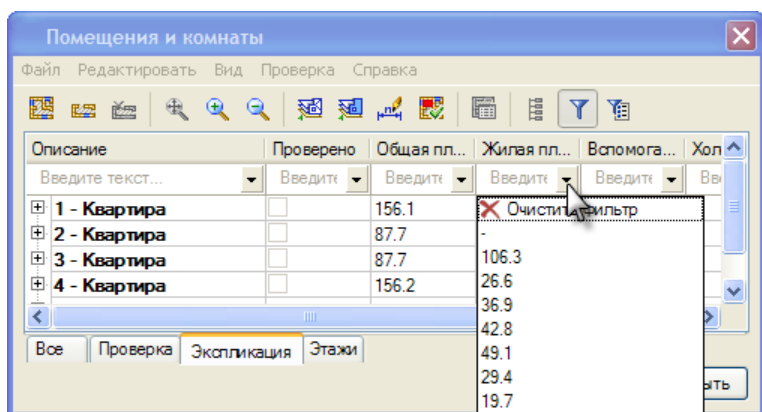 Помещения и комнаты
Файл Редактировать Вид Проверка Справка
Описание Проверено Общая пл... Жилая пл... Вспомога... Хол
Введите текст... Введите Введите Введите Введите Вве
1 - Квартира 156.1 Очистить фильтр
2 - Квартира 87.7 -
3 - Квартира 87.7 106.3
4 - Квартира 156.2 26.6
36.9
42.8
Все Проверка Экспликация Этажи 49.1
29.4 ыть
19.7